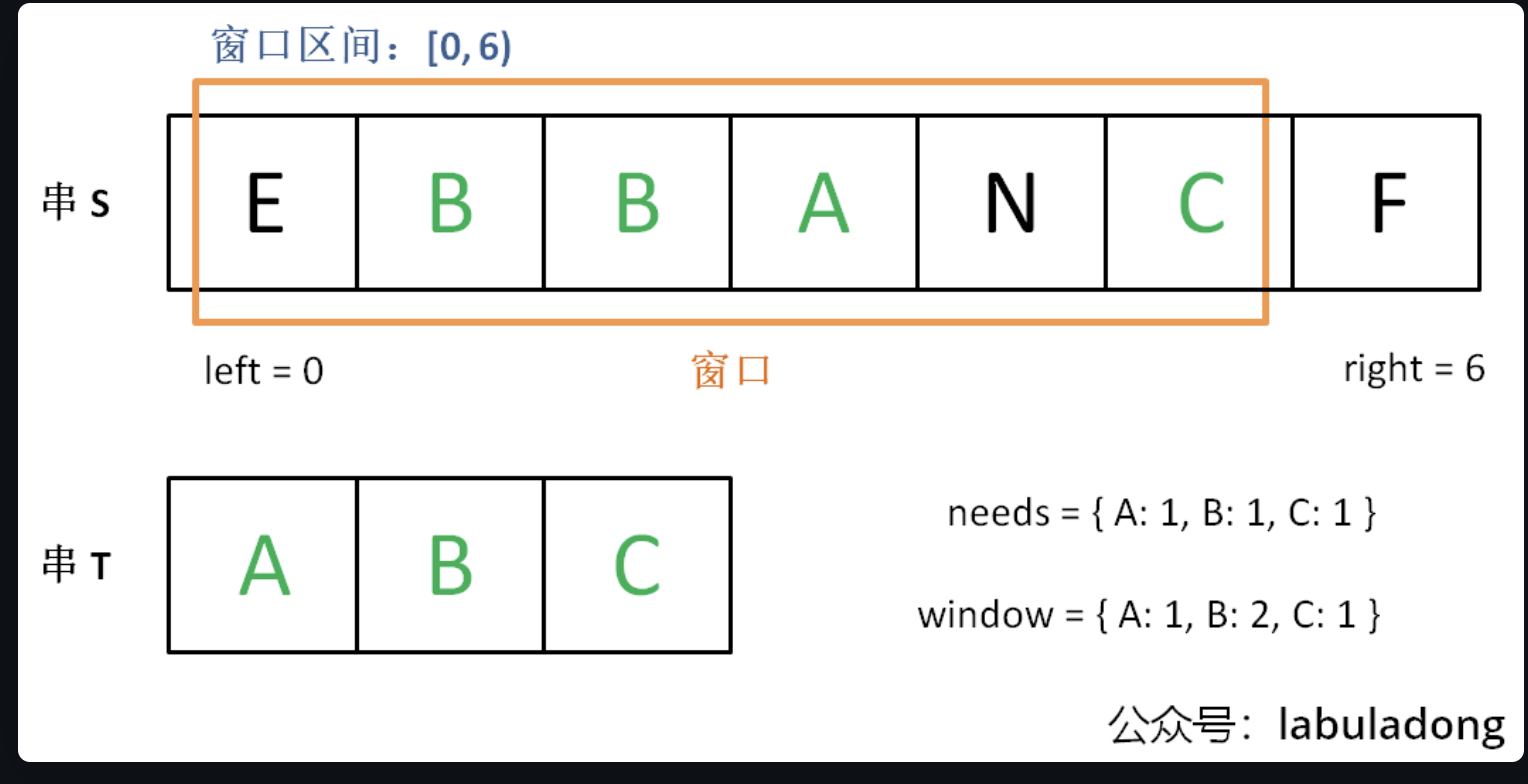 窗口区间：[0, 6)
串 S E B B A N C F
left = 0 窗口 right = 6
串 T A B C
needs = { A: 1, B: 1, C: 1 }
window = { A: 1, B: 2, C: 1 }
公众号：labuladong